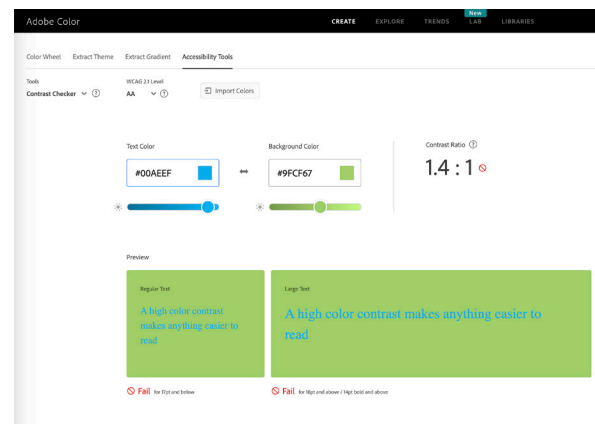 Adobe Color
CREATE EXPLORE TRENDS LAB LIBRARIES
New
Color Wheel Extract Theme Extract Gradient Accessibility Tools
Tools
Contrast Checker
WCAG 2.1 Level
AA
Import Colors
Text Color
#00AEEF
Background Color
#9FCF67
Contrast Ratio
1.4 : 1
Preview
Regular Text
A high color contrast
makes anything easier to
read
Large Text
A high color contrast makes anything easier to
read
Fail for 17pt and below
Fail for 18pt and above / 14pt bold and above